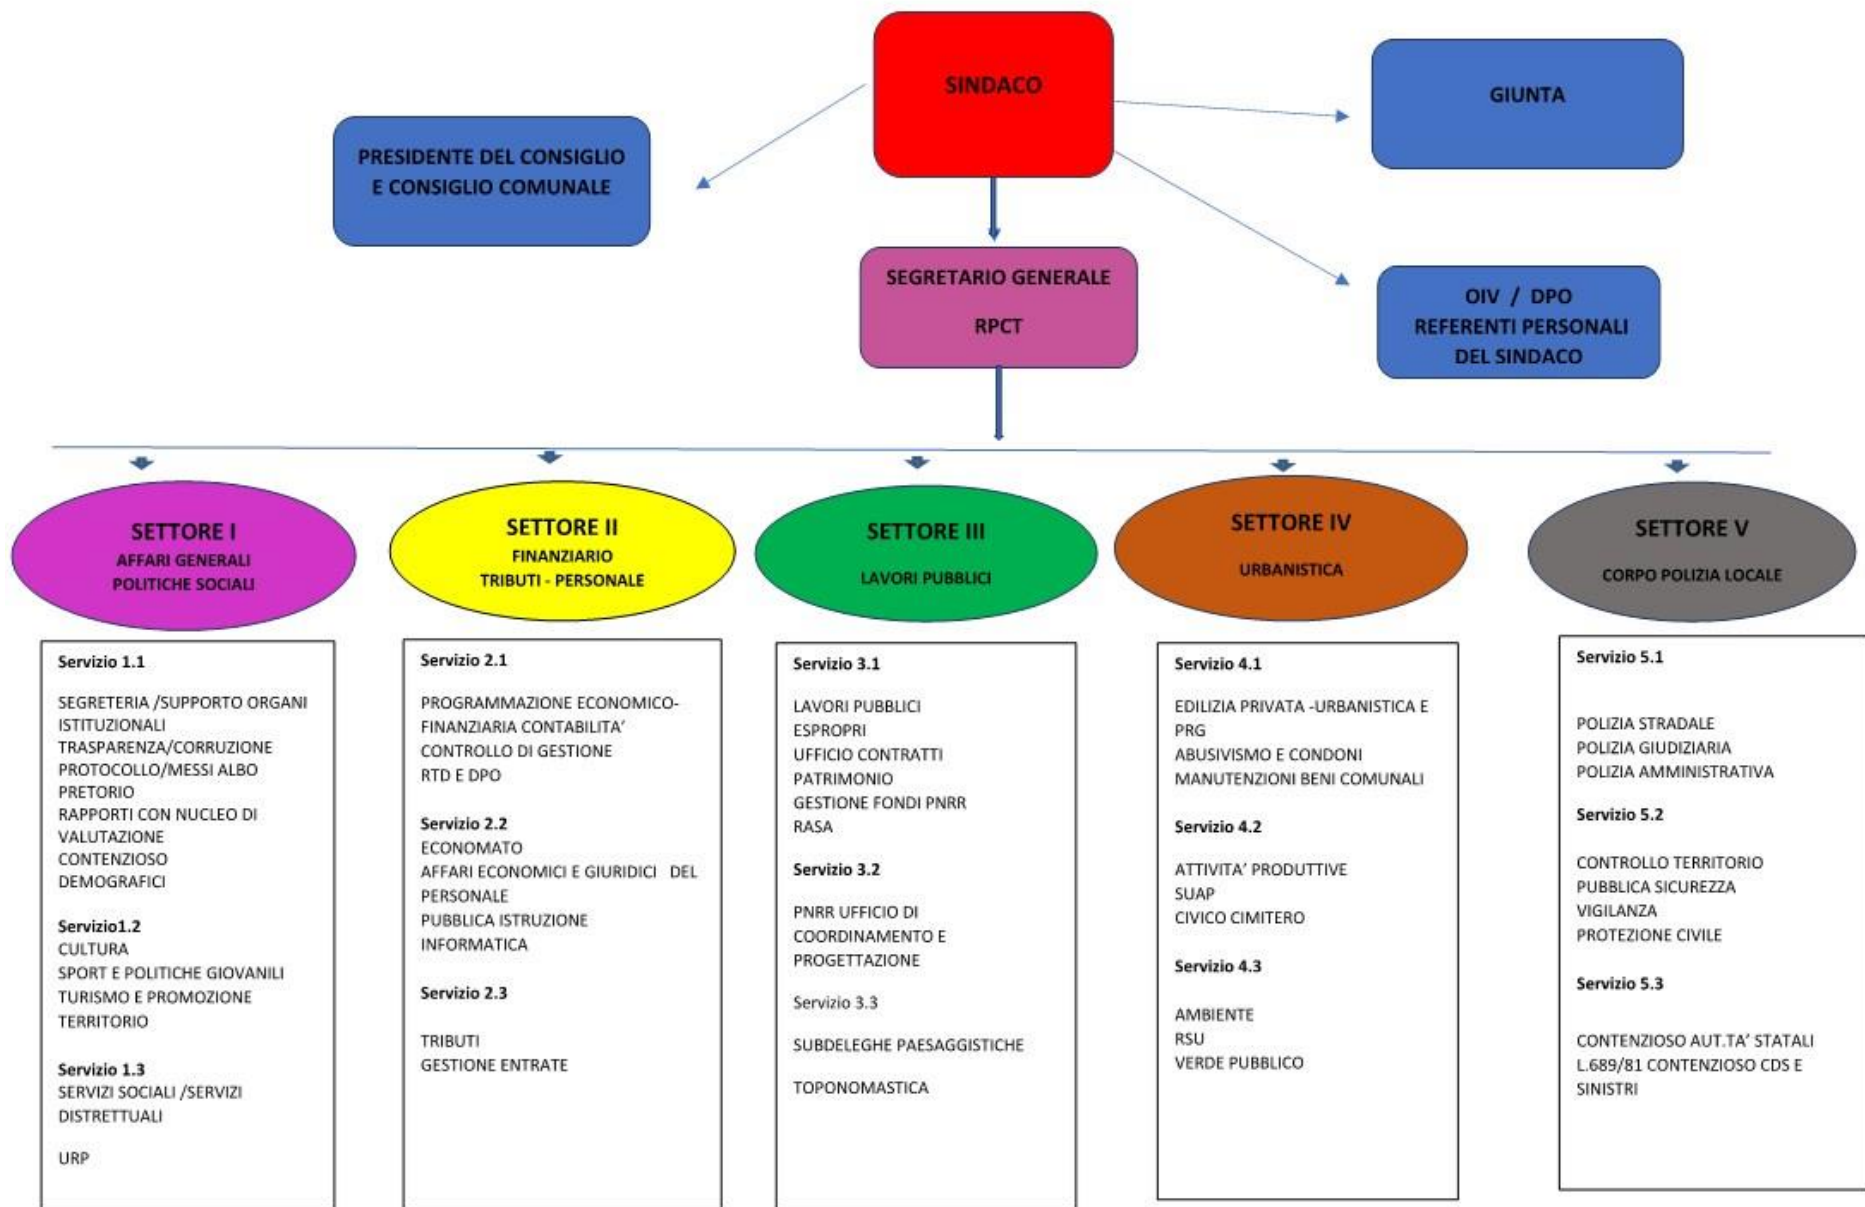 SINDACO
GIUNTA
PRESIDENTE DEL CONSIGLIO
E CONSIGLIO COMUNALE
SEGRETARIO GENERALE
RPCT
OIV / DPO
REFERENTI PERSONALI
DEL SINDACO
SETTORE I
AFFARI GENERALI
POLITICHE SOCIALI
SETTORE II
FINANZIARIO
TRIBUTI - PERSONALE
SETTORE III
LAVORI PUBBLICI
SETTORE IV
URBANISTICA
SETTORE V
CORPO POLIZIA LOCALE
Servizio 1.1
SEGRETERIA /SUPPORTO ORGANI
ISTITUZIONALI
TRASPARENZA/CORRUZIONE
PROTOCOLLO/MESSI ALBO
PRETORIO
RAPPORTI CON NUCLEO DI
VALUTAZIONE
CONTENZIOSO
DEMOGRAFICI
Servizio1.2
CULTURA
SPORT E POLITICHE GIOVANILI
TURISMO E PROMOZIONE
TERRITORIO
Servizio 1.3
SERVIZI SOCIALI /SERVIZI
DISTRETTUALI
URP
Servizio 2.1
PROGRAMMAZIONE ECONOMICO-
FINANZIARIA CONTABILITA’
CONTROLLO DI GESTIONE
RTD E DPO
Servizio 2.2
ECONOMATO
AFFARI ECONOMICI E GIURIDICI DEL
PERSONALE
PUBBLICA ISTRUZIONE
INFORMATICA
Servizio 2.3
TRIBUTI
GESTIONE ENTRATE
Servizio 3.1
LAVORI PUBBLICI
ESPROPRI
UFFICIO CONTRATTI
PATRIMONIO
GESTIONE FONDI PNRR
RASA
Servizio 3.2
PNRR UFFICIO DI
COORDINAMENTO E
PROGETTAZIONE
Servizio 3.3
SUBDELEGHE PAESAGGISTICHE
TOPONOMASTICA
Servizio 4.1
EDILIZIA PRIVATA -URBANISTICA E
PRG
ABUSIVISMO E CONDONI
MANUTENZIONI BENI COMUNALI
Servizio 4.2
ATTIVITA’ PRODUTTIVE
SUAP
CIVICO CIMITERO
Servizio 4.3
AMBIENTE
RSU
VERDE PUBBLICO
Servizio 5.1
POLIZIA STRADALE
POLIZIA GIUDIZIARIA
POLIZIA AMMINISTRATIVA
Servizio 5.2
CONTROLLO TERRITORIO
PUBBLICA SICUREZZA
VIGILANZA
PROTEZIONE CIVILE
Servizio 5.3
CONTENZIOSO AUT.TA’ STATALI
L.689/81 CONTENZIOSO CDS E
SINISTRI